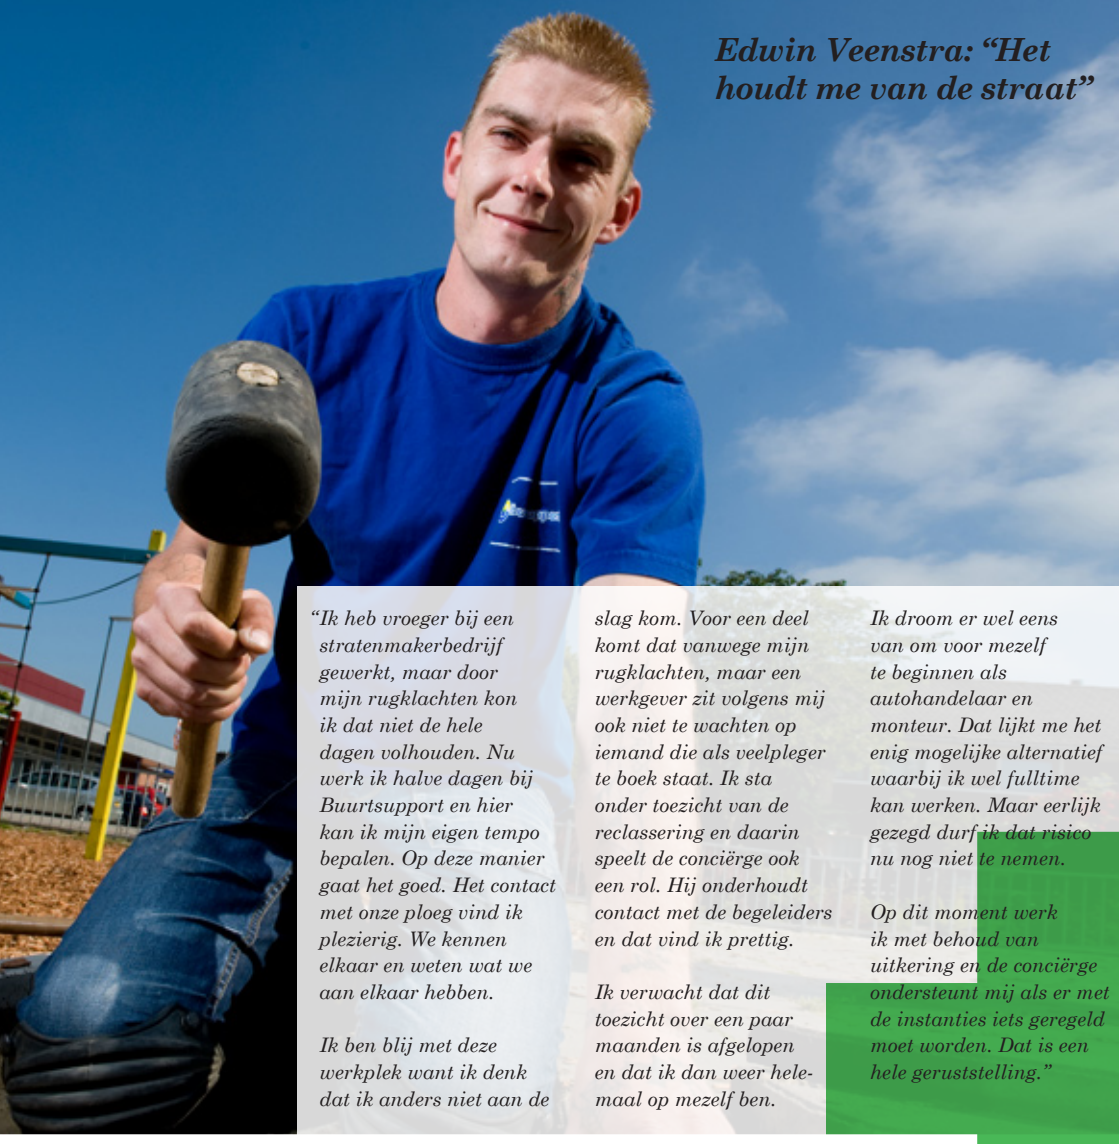 Edwin Veenstra: “Het
houdt me van de straat”
“Ik heb vroeger bij een
stratenmakerbedrijf
gewerkt, maar door
mijn rugklachten kon
ik dat niet de hele
dagen volhouden. Nu
werk ik halve dagen bij
Buurtsupport en hier
kan ik mijn eigen tempo
bepalen. Op deze manier
gaat het goed. Het contact
met onze ploeg vind ik
plezierig. We kennen
elkaar en weten wat we
aan elkaar hebben.
Ik ben blij met deze
werkplek want ik denk
dat ik anders niet aan de
slag kom. Voor een deel
komt dat vanwege mijn
rugklachten, maar een
werkgever zit volgens mij
ook niet te wachten op
iemand die als veelpleger
te boek staat. Ik sta
onder toezicht van de
reclassering en daarin
speelt de conciërge ook
een rol. Hij onderhoudt
contact met de begeleiders
en dat vind ik prettig.
Ik verwacht dat dit
toezicht over een paar
maanden is afgelopen
en dat ik dan weer hele-
maal op mezelf ben.
Ik droom er wel eens
van om voor mezelf
te beginnen als
autohandelaar en
monteur. Dat lijkt me het
enig mogelijke alternatief
waarbij ik wel fulltime
kan werken. Maar eerlijk
gezegd durf ik dat risico
nu nog niet te nemen.
Op dit moment werk
ik met behoud van
uitkering en de conciërge
ondersteunt mij als er met
de instanties iets geregeld
moet worden. Dat is een
hele geruststelling.”